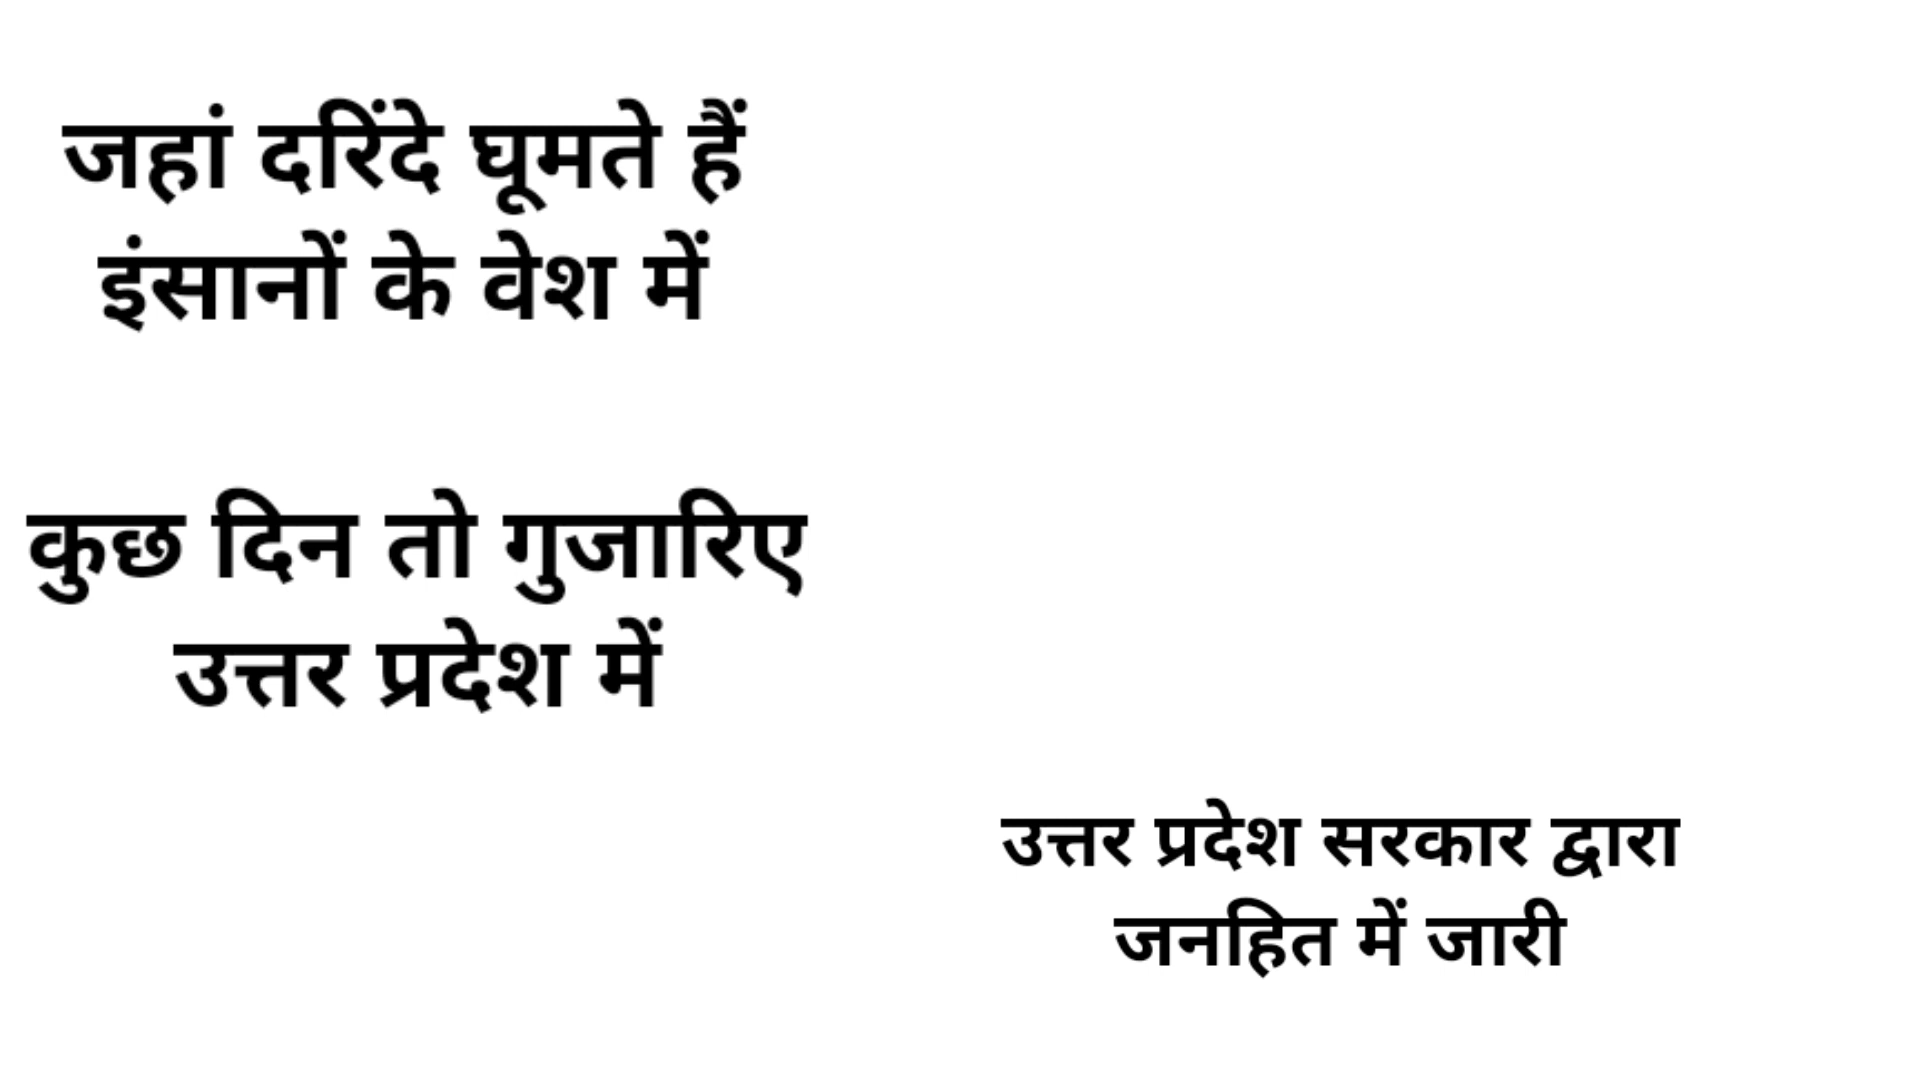 जहां दरिंदे घूमते हैं
इंसानों के वेश में
कुछ दिन तो गुजारिए
उत्तर प्रदेश में
उत्तर प्रदेश सरकार द्वारा
जनहित में जारी